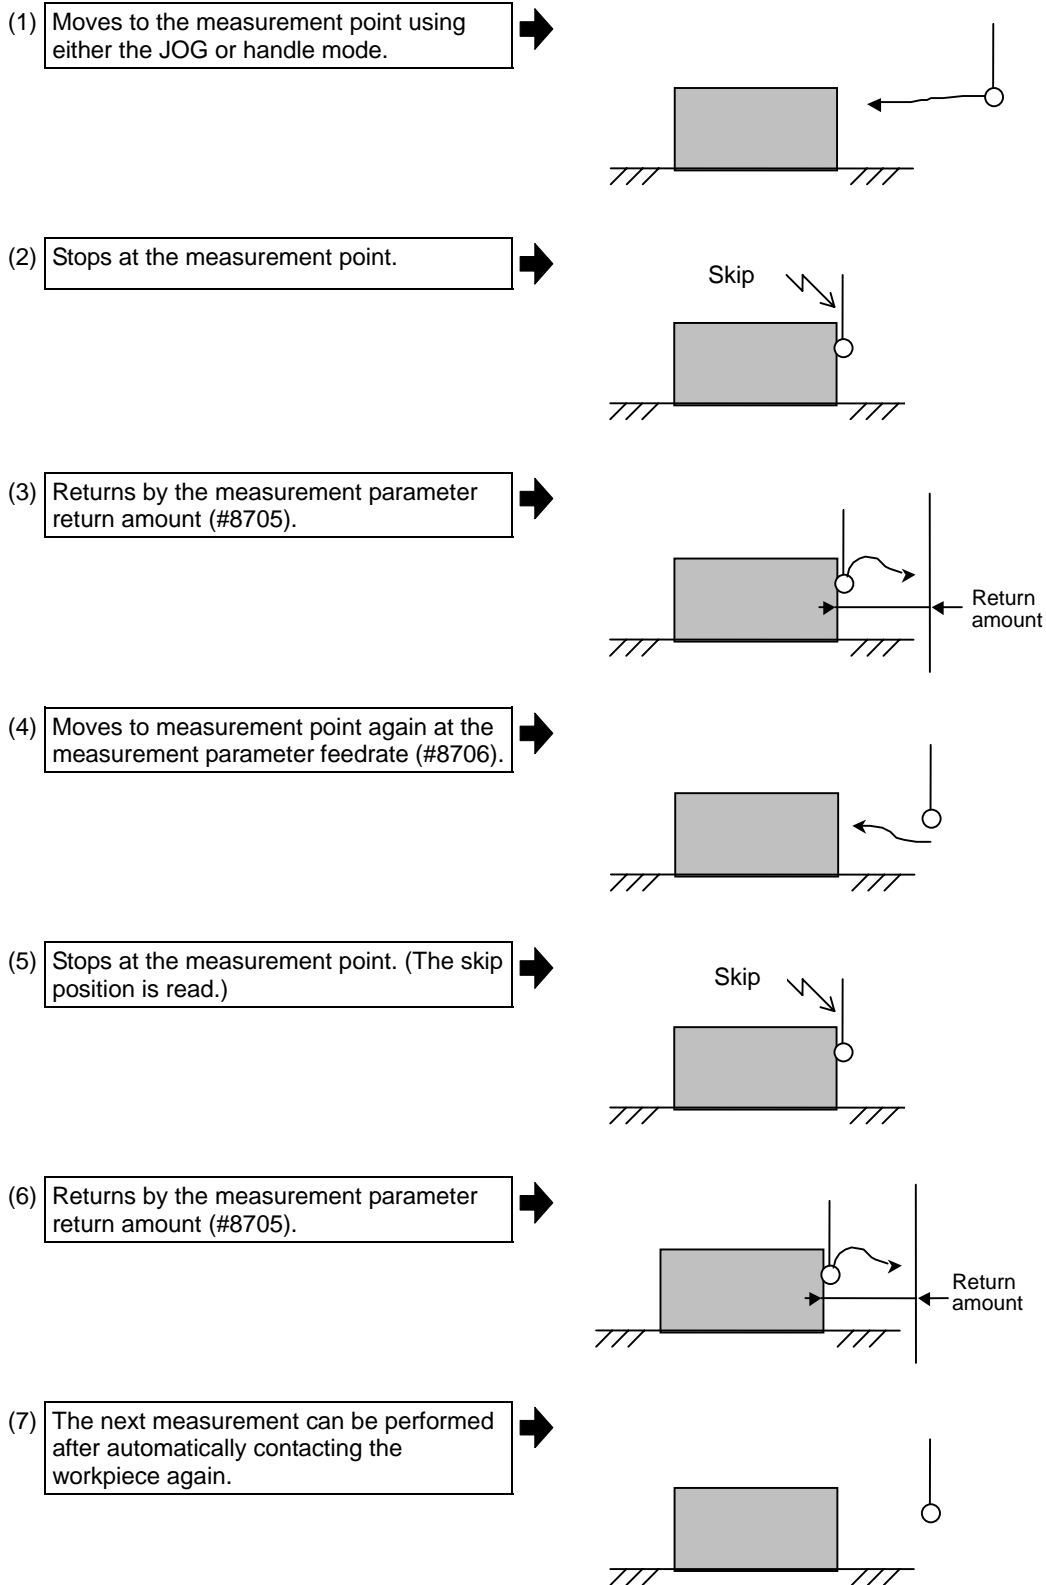 (1) Moves to the measurement point using
either the JOG or handle mode.
(2) Stops at the measurement point.
Skip
(3) Returns by the measurement parameter
return amount (#8705).
Return
amount
(4) Moves to measurement point again at the
measurement parameter feedrate (#8706).
(5) Stops at the measurement point. (The skip
position is read.)
Skip
(6) Returns by the measurement parameter
return amount (#8705).
Return
amount
(7) The next measurement can be performed
after automatically contacting the
workpiece again.